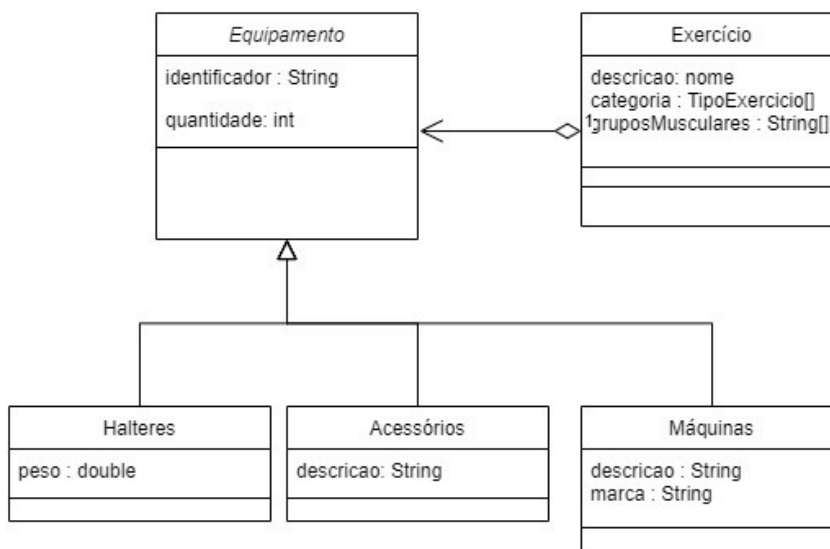 Equipamento
identificador : String
quantidade: int
Exercício
descricao: nome
categoria : TipoExercicio[]
1
gruposMusculares : String[]
Halteres
peso : double
Acessórios
descricao: String
Máquinas
descricao : String
marca : String